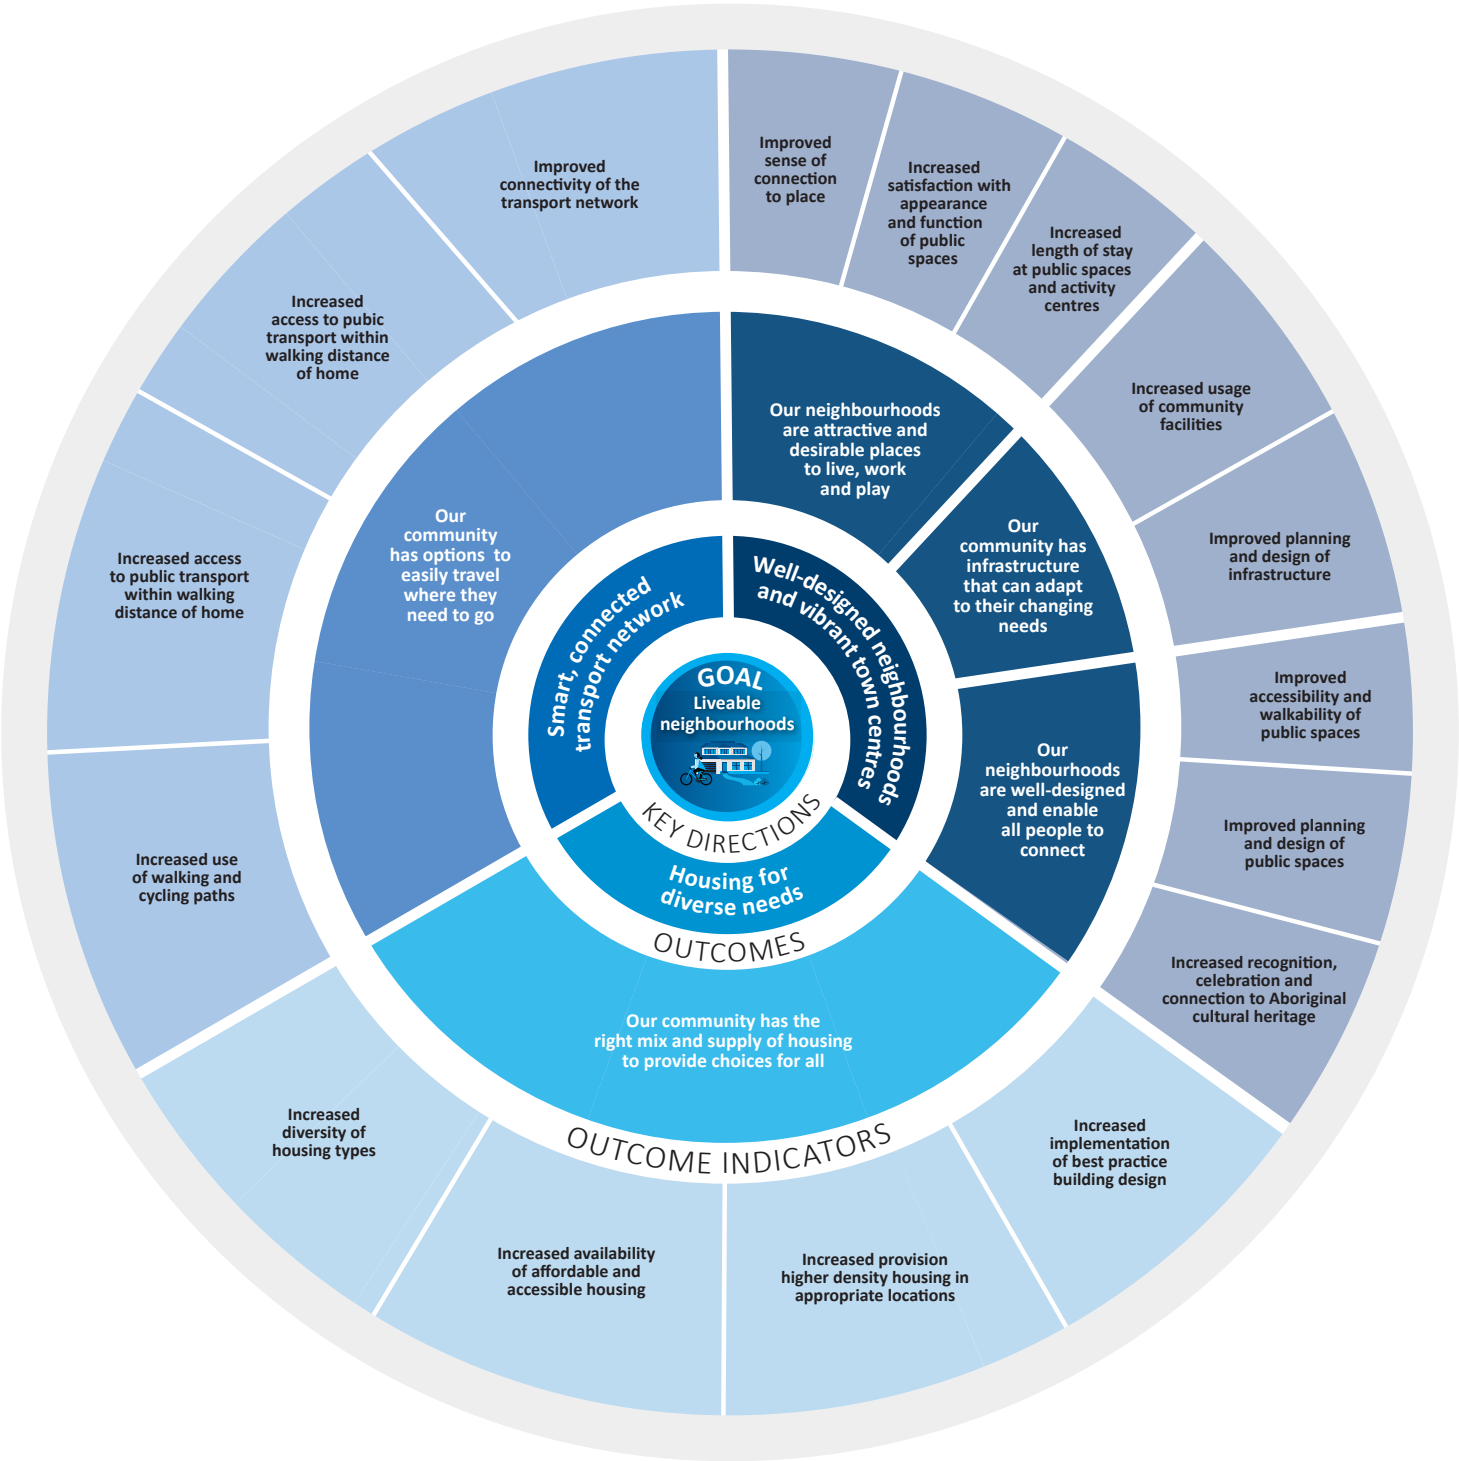 GOAL
Liveable
neighbourhoods
KEY DIRECTIONS
Well-designed neighbourhoods
and vibrant town centres
Housing for
diverse needs
Smart, connected
transport network
OUTCOMES
Our neighbourhoods
are attractive and
desirable places
to live, work
and play
Our
community has
infrastructure
that can adapt
to their changing
needs
Our
neighbourhoods
are well-designed
and enable
all people to
connect
Our community has the
right mix and supply of housing
to provide choices for all
Our
community
has options to
easily travel
where they
need to go
OUTCOME INDICATORS
Improved
sense of
connection
to place
Increased
satisfaction with
appearance
and function
of public
spaces
Increased
length of stay
at public spaces
and activity
centres
Increased usage
of community
facilities
Improved planning
and design of
infrastructure
Improved
accessibility and
walkability of
public spaces
Improved planning
and design of
public spaces
Increased recognition,
celebration and
connection to Aboriginal
cultural heritage
Increased
implementation
of best practice
building design
Increased provision
higher density housing in
appropriate locations
Increased availability
of affordable and
accessible housing
Increased
diversity of
housing types
Increased use
of walking and
cycling paths
Increased access
to public transport
within walking
distance of home
Increased
access to pubic
transport within
walking distance
of home
Improved
connectivity of the
transport network